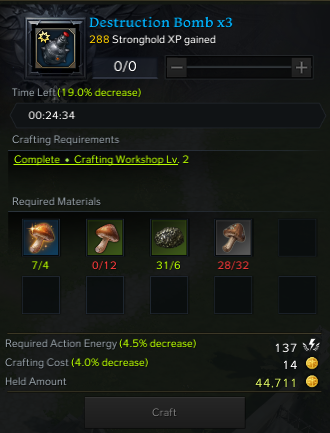 Destruction Bomb x3
288 Stronghold XP gained
0/0
Time Left (19.0% decrease)
00:24:34
Crafting Requirements
Complete • Crafting Workshop Lv. 2
Required Materials
7/4 0/12 31/6 28/32
Required Action Energy (4.5% decrease) 137
Crafting Cost (4.0% decrease) 14
Held Amount 44,711
Craft